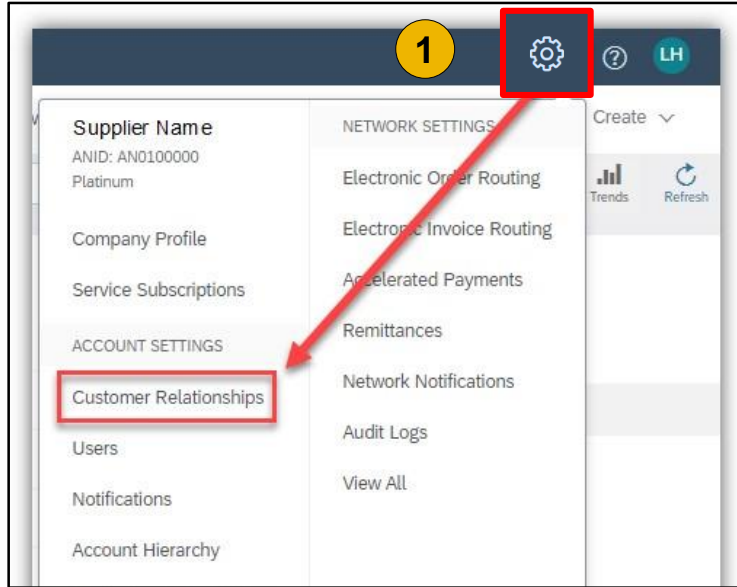 1
LH
Supplier Name
ANID: AN0100000
Platinum
Company Profile
Service Subscriptions
ACCOUNT SETTINGS
Customer Relationships
Users
Notifications
Account Hierarchy
NETWORK SETTINGS
Electronic Order Routing
Electronic Invoice Routing
Accelerated Payments
Remittances
Network Notifications
Audit Logs
View All
Create
Trends
Refresh